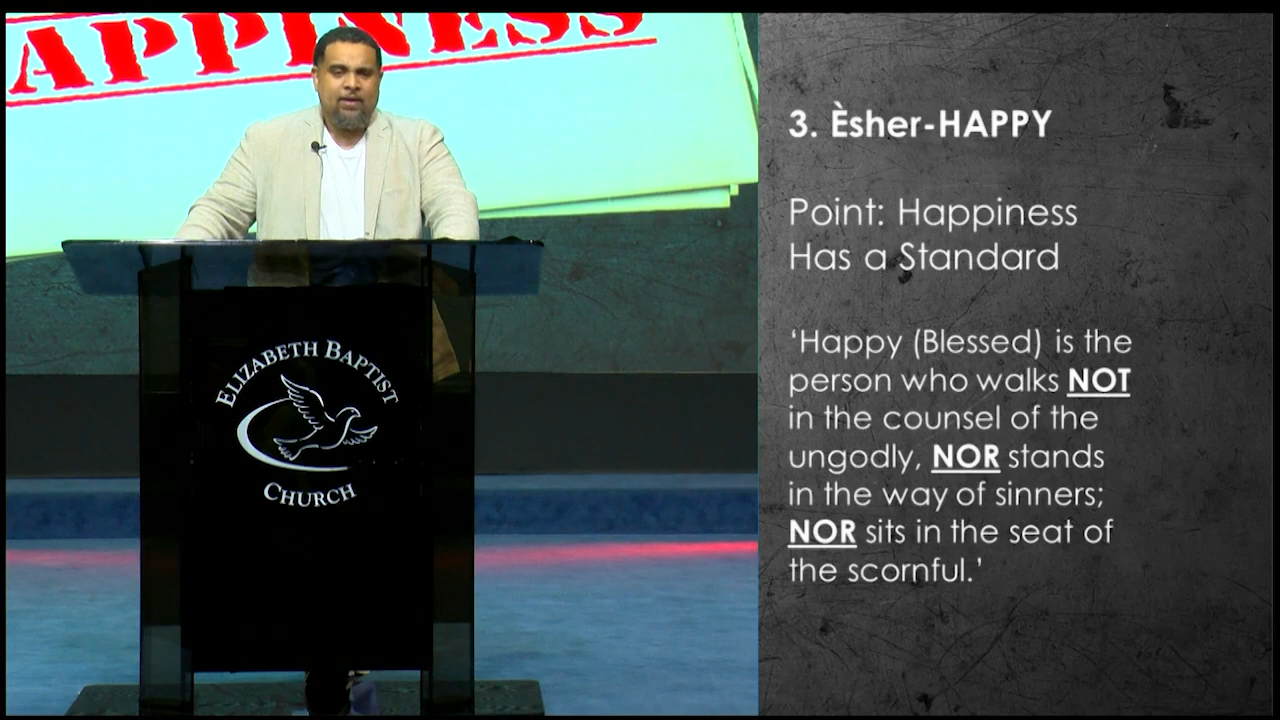 APPINESS
ELIZABETH BAPTIST
CHURCH
3. Èsher-HAPPY
Point: Happiness
Has a Standard
‘Happy (Blessed) is the
person who walks NOT
in the counsel of the
ungodly, NOR stands
in the way of sinners;
NOR sits in the seat of
the scornful.’